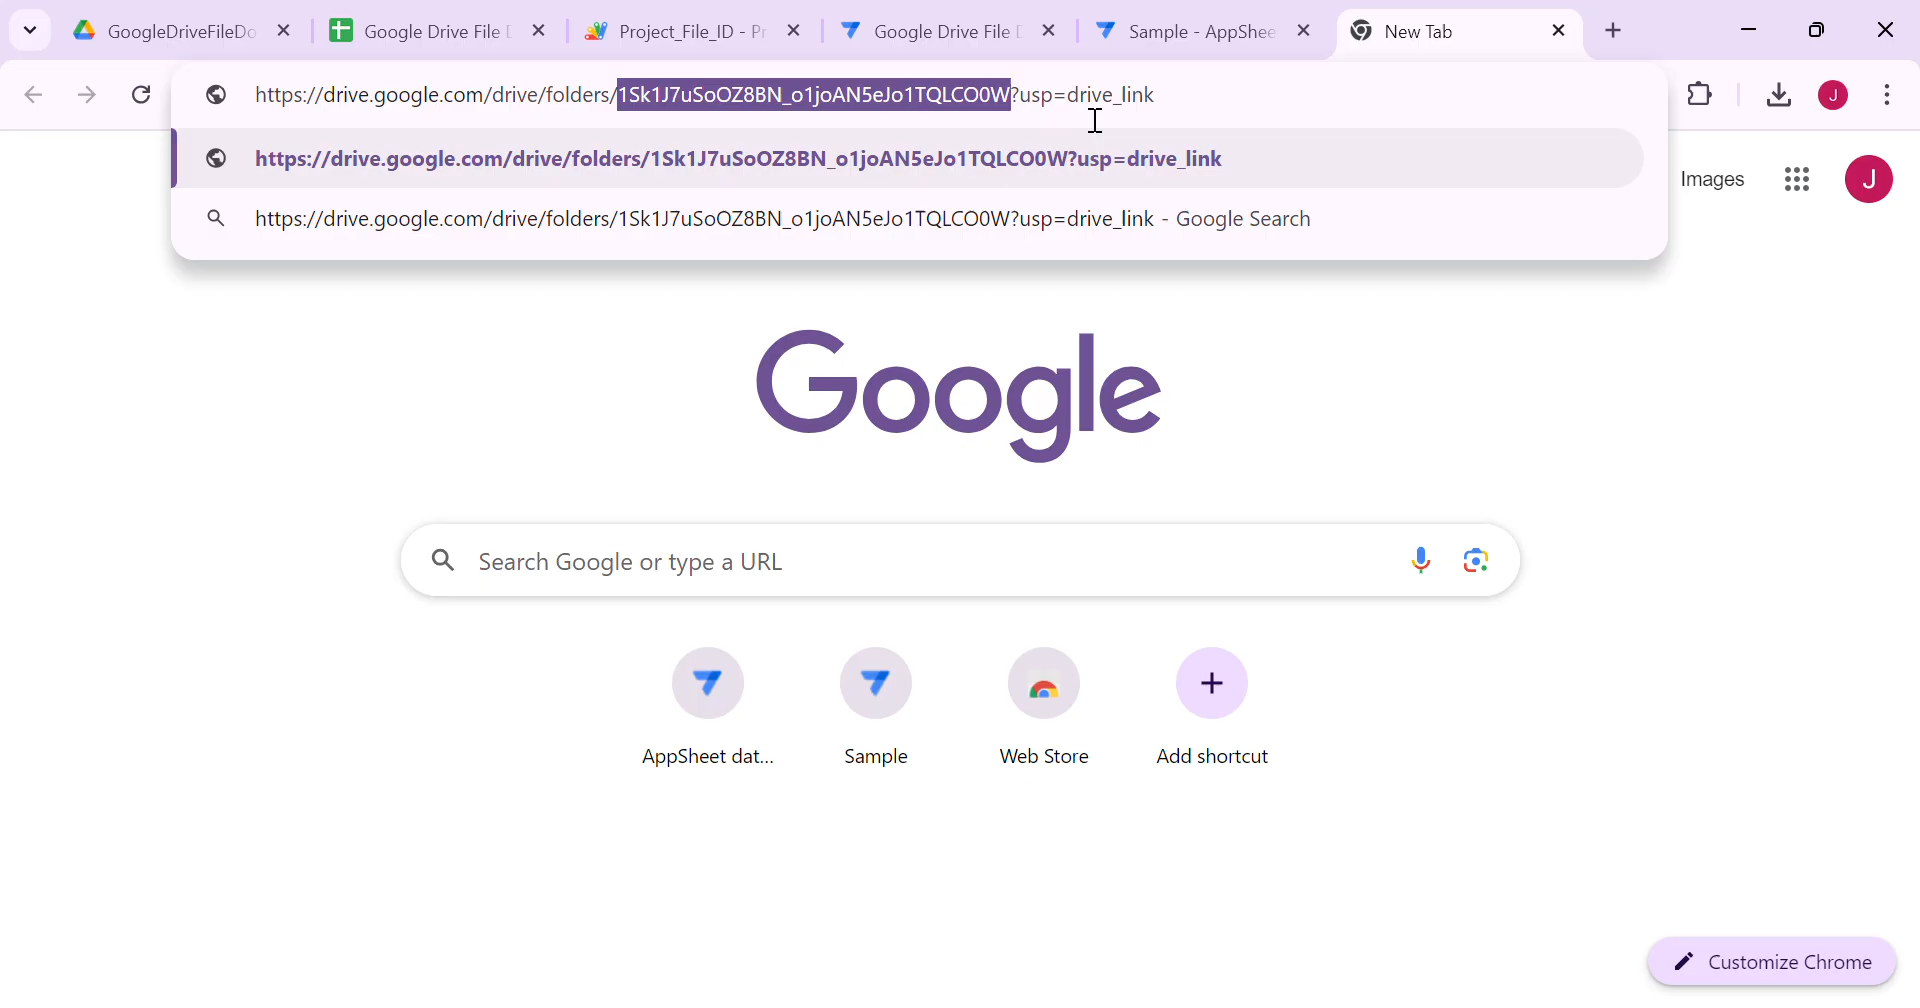 GoogleDriveFileDo
Google Drive File D
Project_File_ID - Pr
Google Drive File D
Sample - AppShee
New Tab
https://drive.google.com/drive/folders/1Sk1J7uSoOZ8BN_o1joAN5eJo1TQLCO0W?usp=drive_link
J
https://drive.google.com/drive/folders/1Sk1J7uSoOZ8BN_o1joAN5eJo1TQLCO0W?usp=drive_link
Images
J
https://drive.google.com/drive/folders/1Sk1J7uSoOZ8BN_o1joAN5eJo1TQLCO0W?usp=drive_link - Google Search
Google
Search Google or type a URL
AppSheet dat...
Sample
Web Store
Add shortcut
Customize Chrome